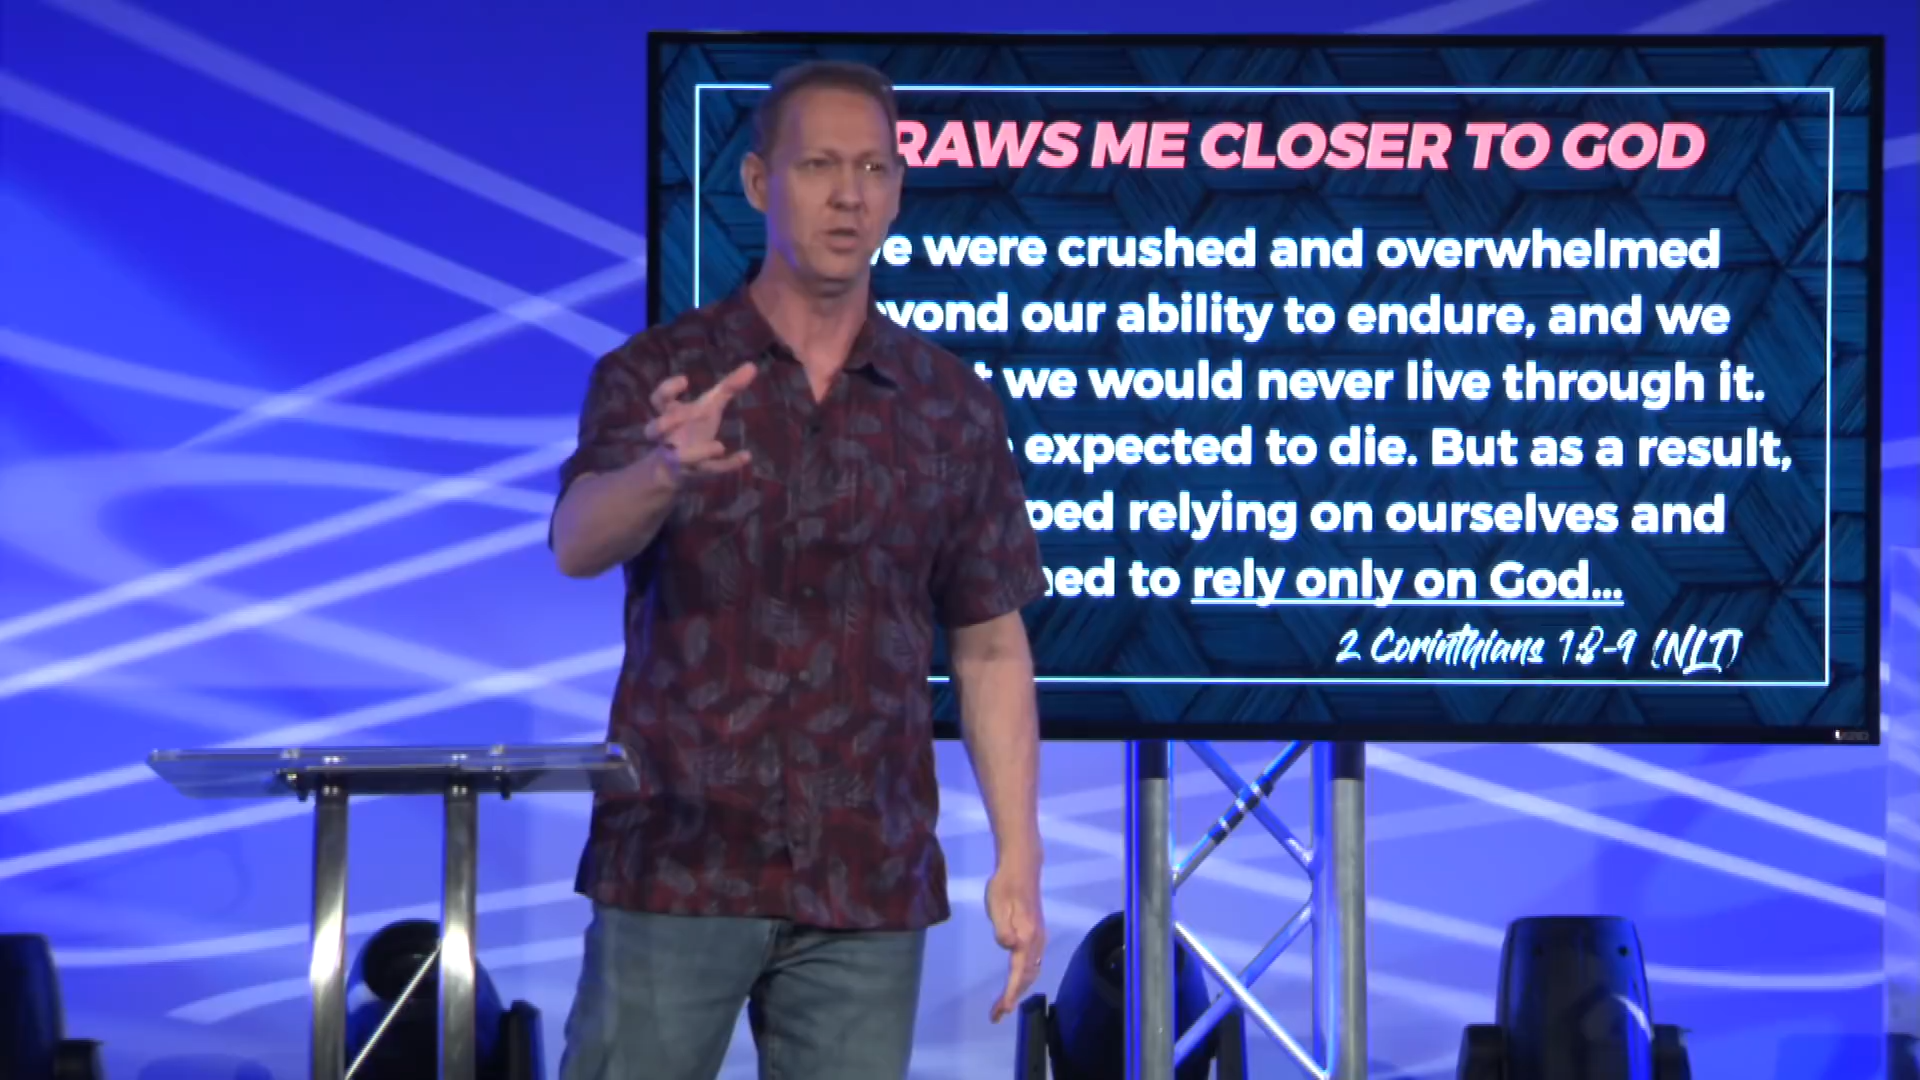 RAWS ME CLOSER TO GOD
e were crushed and overwhelmed
yond our ability to endure, and we
t we would never live through it.
expected to die. But as a result,
ped relying on ourselves and
ned to rely only on God...
2 Corinthians 1:8-9 (NLT)